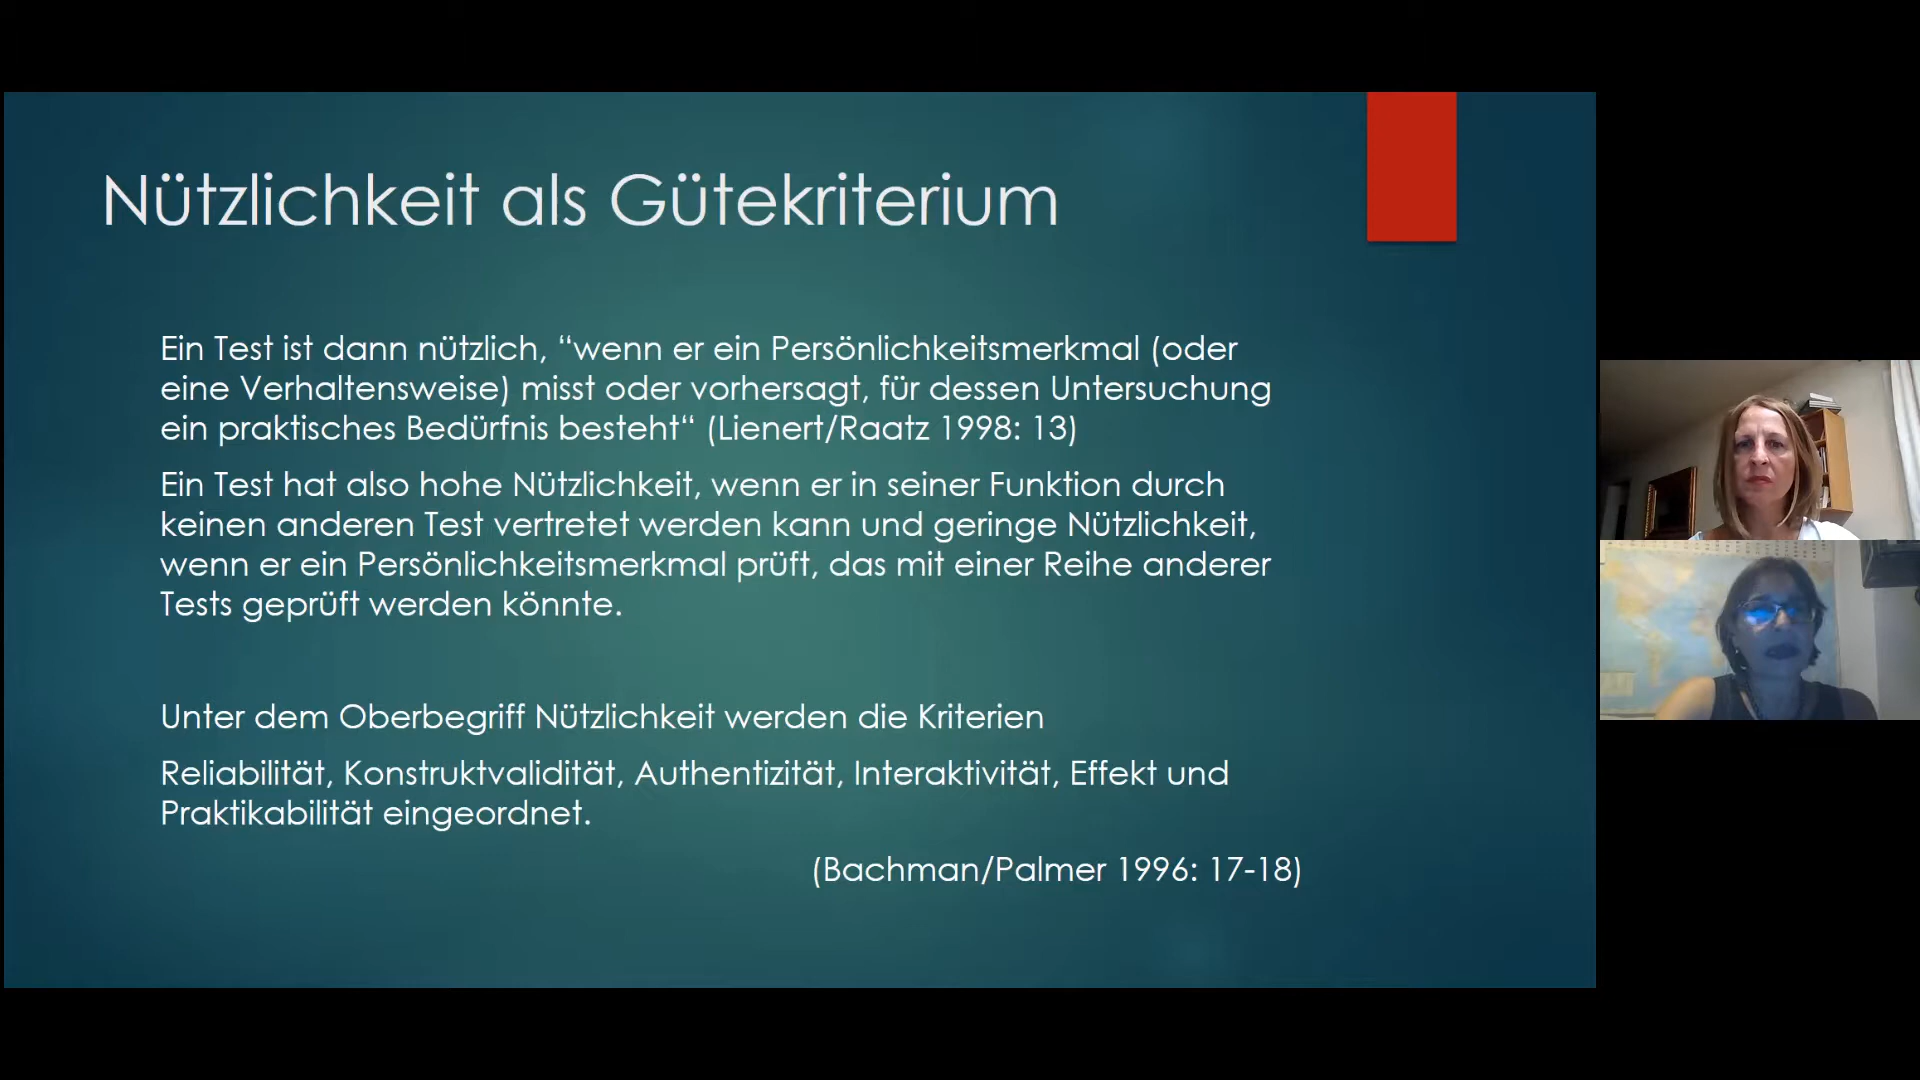 Nützlichkeit als Gütekriterium
Ein Test ist dann nützlich, “wenn er ein Persönlichkeitsmerkmal (oder
eine Verhaltensweise) misst oder vorhersagt, für dessen Untersuchung
ein praktisches Bedürfnis besteht“ (Lienert/Raatz 1998: 13)
Ein Test hat also hohe Nützlichkeit, wenn er in seiner Funktion durch
keinen anderen Test vertretet werden kann und geringe Nützlichkeit,
wenn er ein Persönlichkeitsmerkmal prüft, das mit einer Reihe anderer
Tests geprüft werden könnte.
Unter dem Oberbegriff Nützlichkeit werden die Kriterien
Reliabilität, Konstruktvalidität, Authentizität, Interaktivität, Effekt und
Praktikabilität eingeordnet.
(Bachman/Palmer 1996: 17-18)